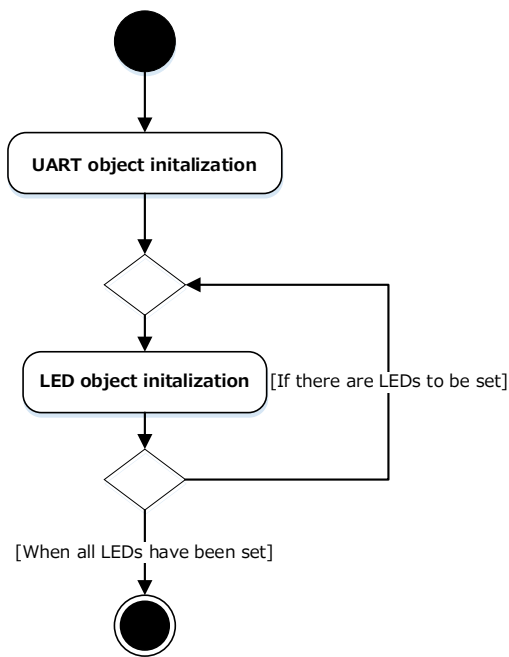 UART object initalization
LED object initalization
[If there are LEDs to be set]
[When all LEDs have been set]